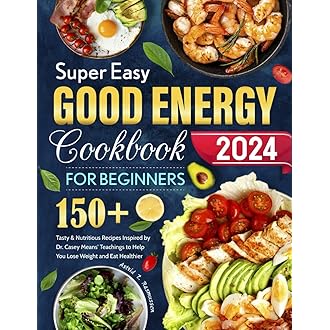 Super Easy
GOOD ENERGY
Cookbook 2024
FOR BEGINNERS
150+
Tasty & Nutritious Recipes Inspired by
Dr. Casey Means' Teachings to Help
You Lose Weight and Eat Healthier
Astrid T. Rasmussen